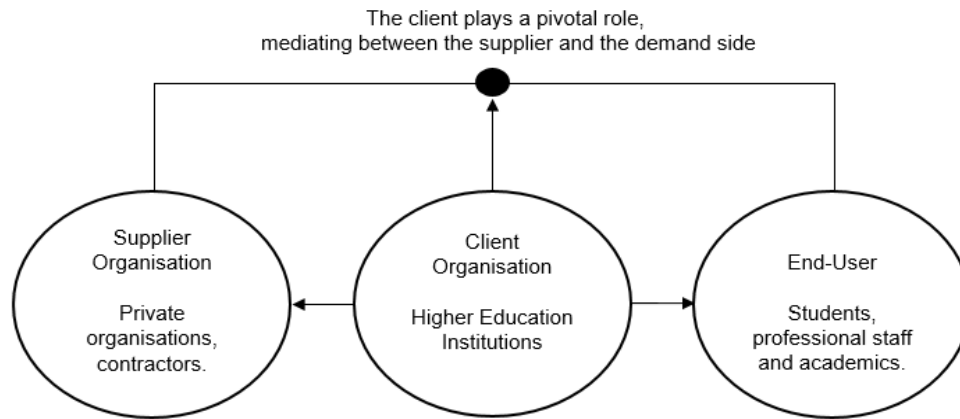 The client plays a pivotal role,
mediating between the supplier and the demand side
Supplier
Organisation
Private
organisations,
contractors.
Client
Organisation
Higher Education
Institutions
End-User
Students,
professional staff
and academics.